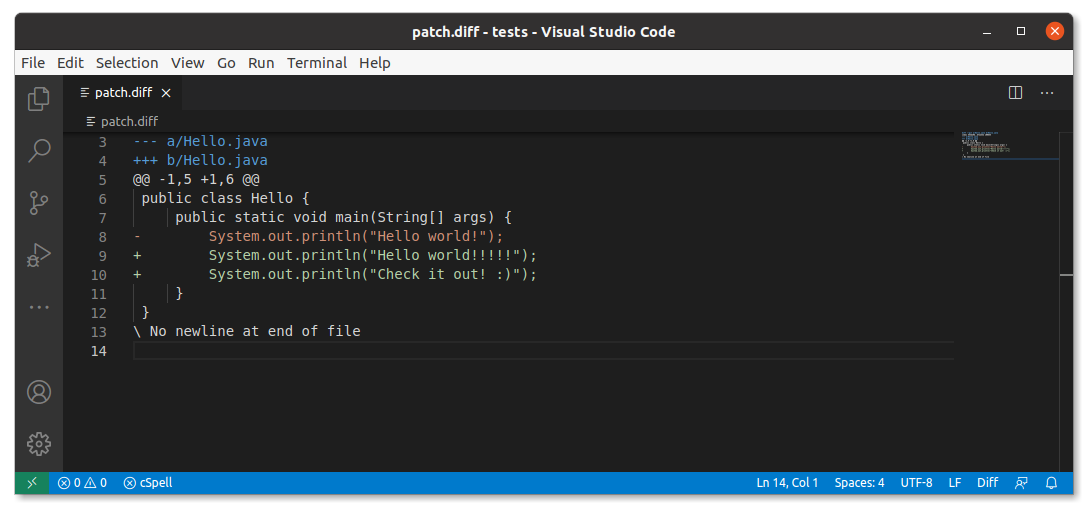 patch.diff - tests - Visual Studio Code
File Edit Selection View Go Run Terminal Help
patch.diff
patch.diff
3 --- a/Hello.java
4 +++ b/Hello.java
5 @@ -1,5 +1,6 @@
6  public class Hello {
7      public static void main(String[] args) {
8 -        System.out.println("Hello world!");
9 +        System.out.println("Hello world!!!!!");
10 +        System.out.println("Check it out! :)");
11      }
12  }
13 \ No newline at end of file
14
0 0 cSpell Ln 14, Col 1 Spaces: 4 UTF-8 LF Diff